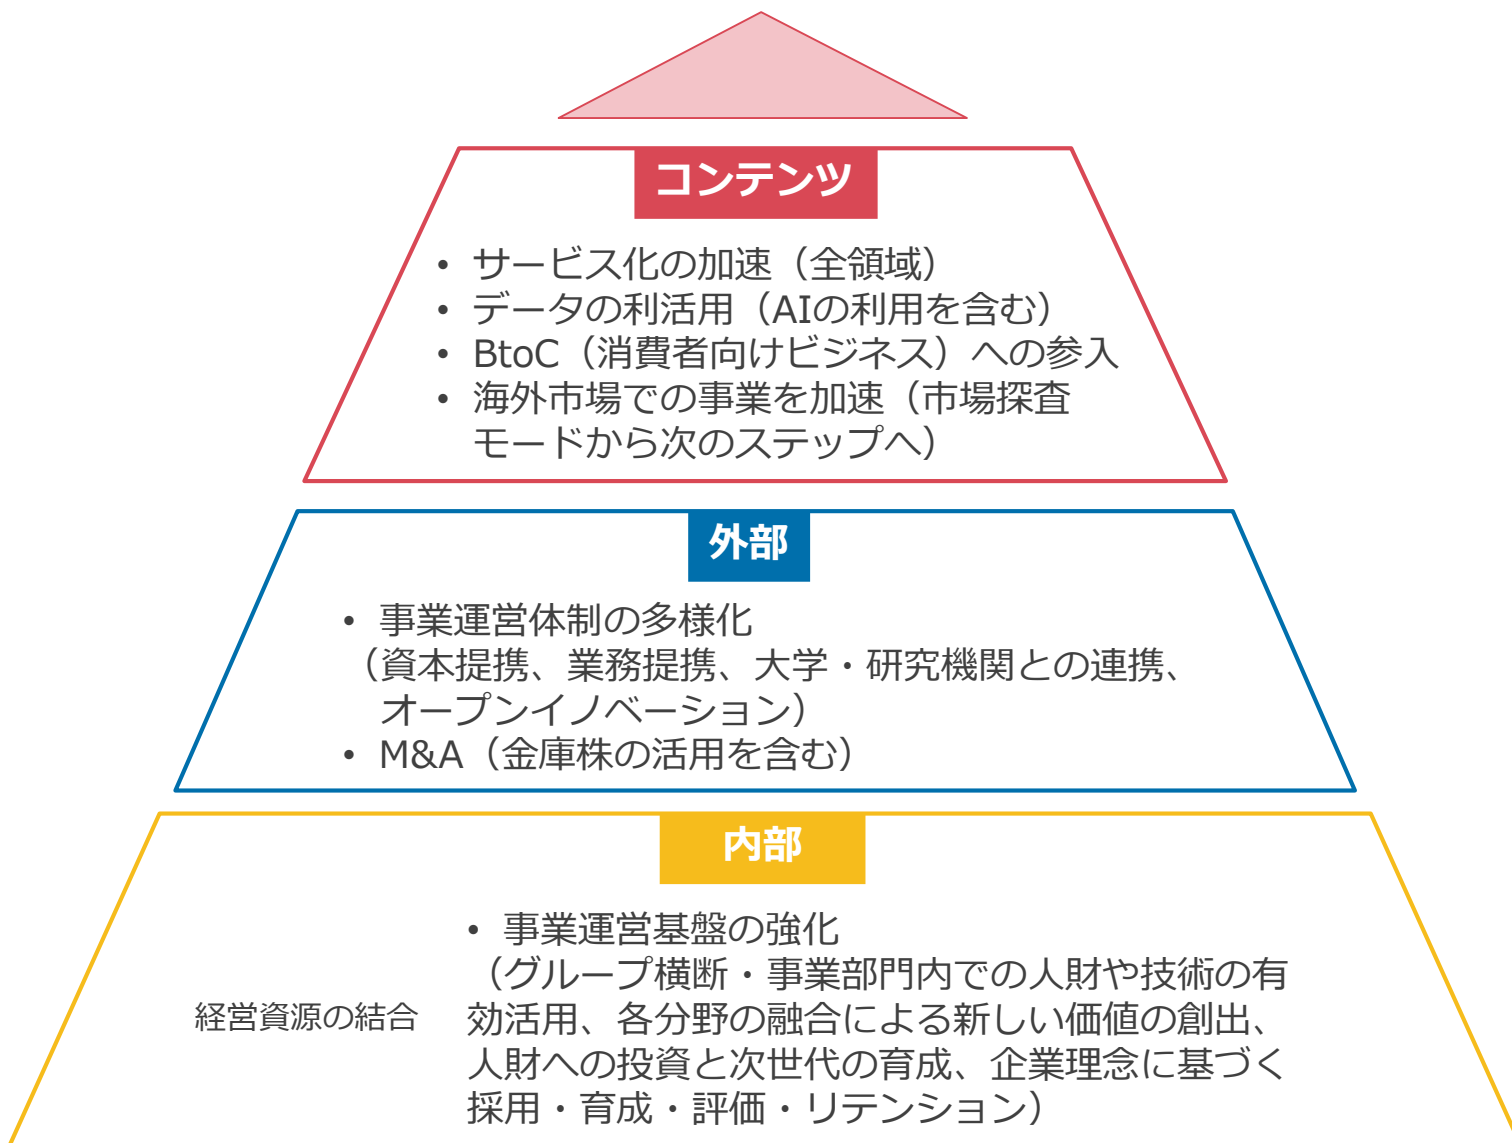 コンテンツ
• サービス化の加速（全領域）
• データの利活用（AIの利用を含む）
• BtoC（消費者向けビジネス）への参入
• 海外市場での事業を加速（市場探査
モードから次のステップへ）
外部
• 事業運営体制の多様化
（資本提携、業務提携、大学・研究機関との連携、
オープンイノベーション）
• M&A（金庫株の活用を含む）
内部
経営資源の結合
• 事業運営基盤の強化
（グループ横断・事業部門内での人財や技術の有
効活用、各分野の融合による新しい価値の創出、
人財への投資と次世代の育成、企業理念に基づく
採用・育成・評価・リテンション）